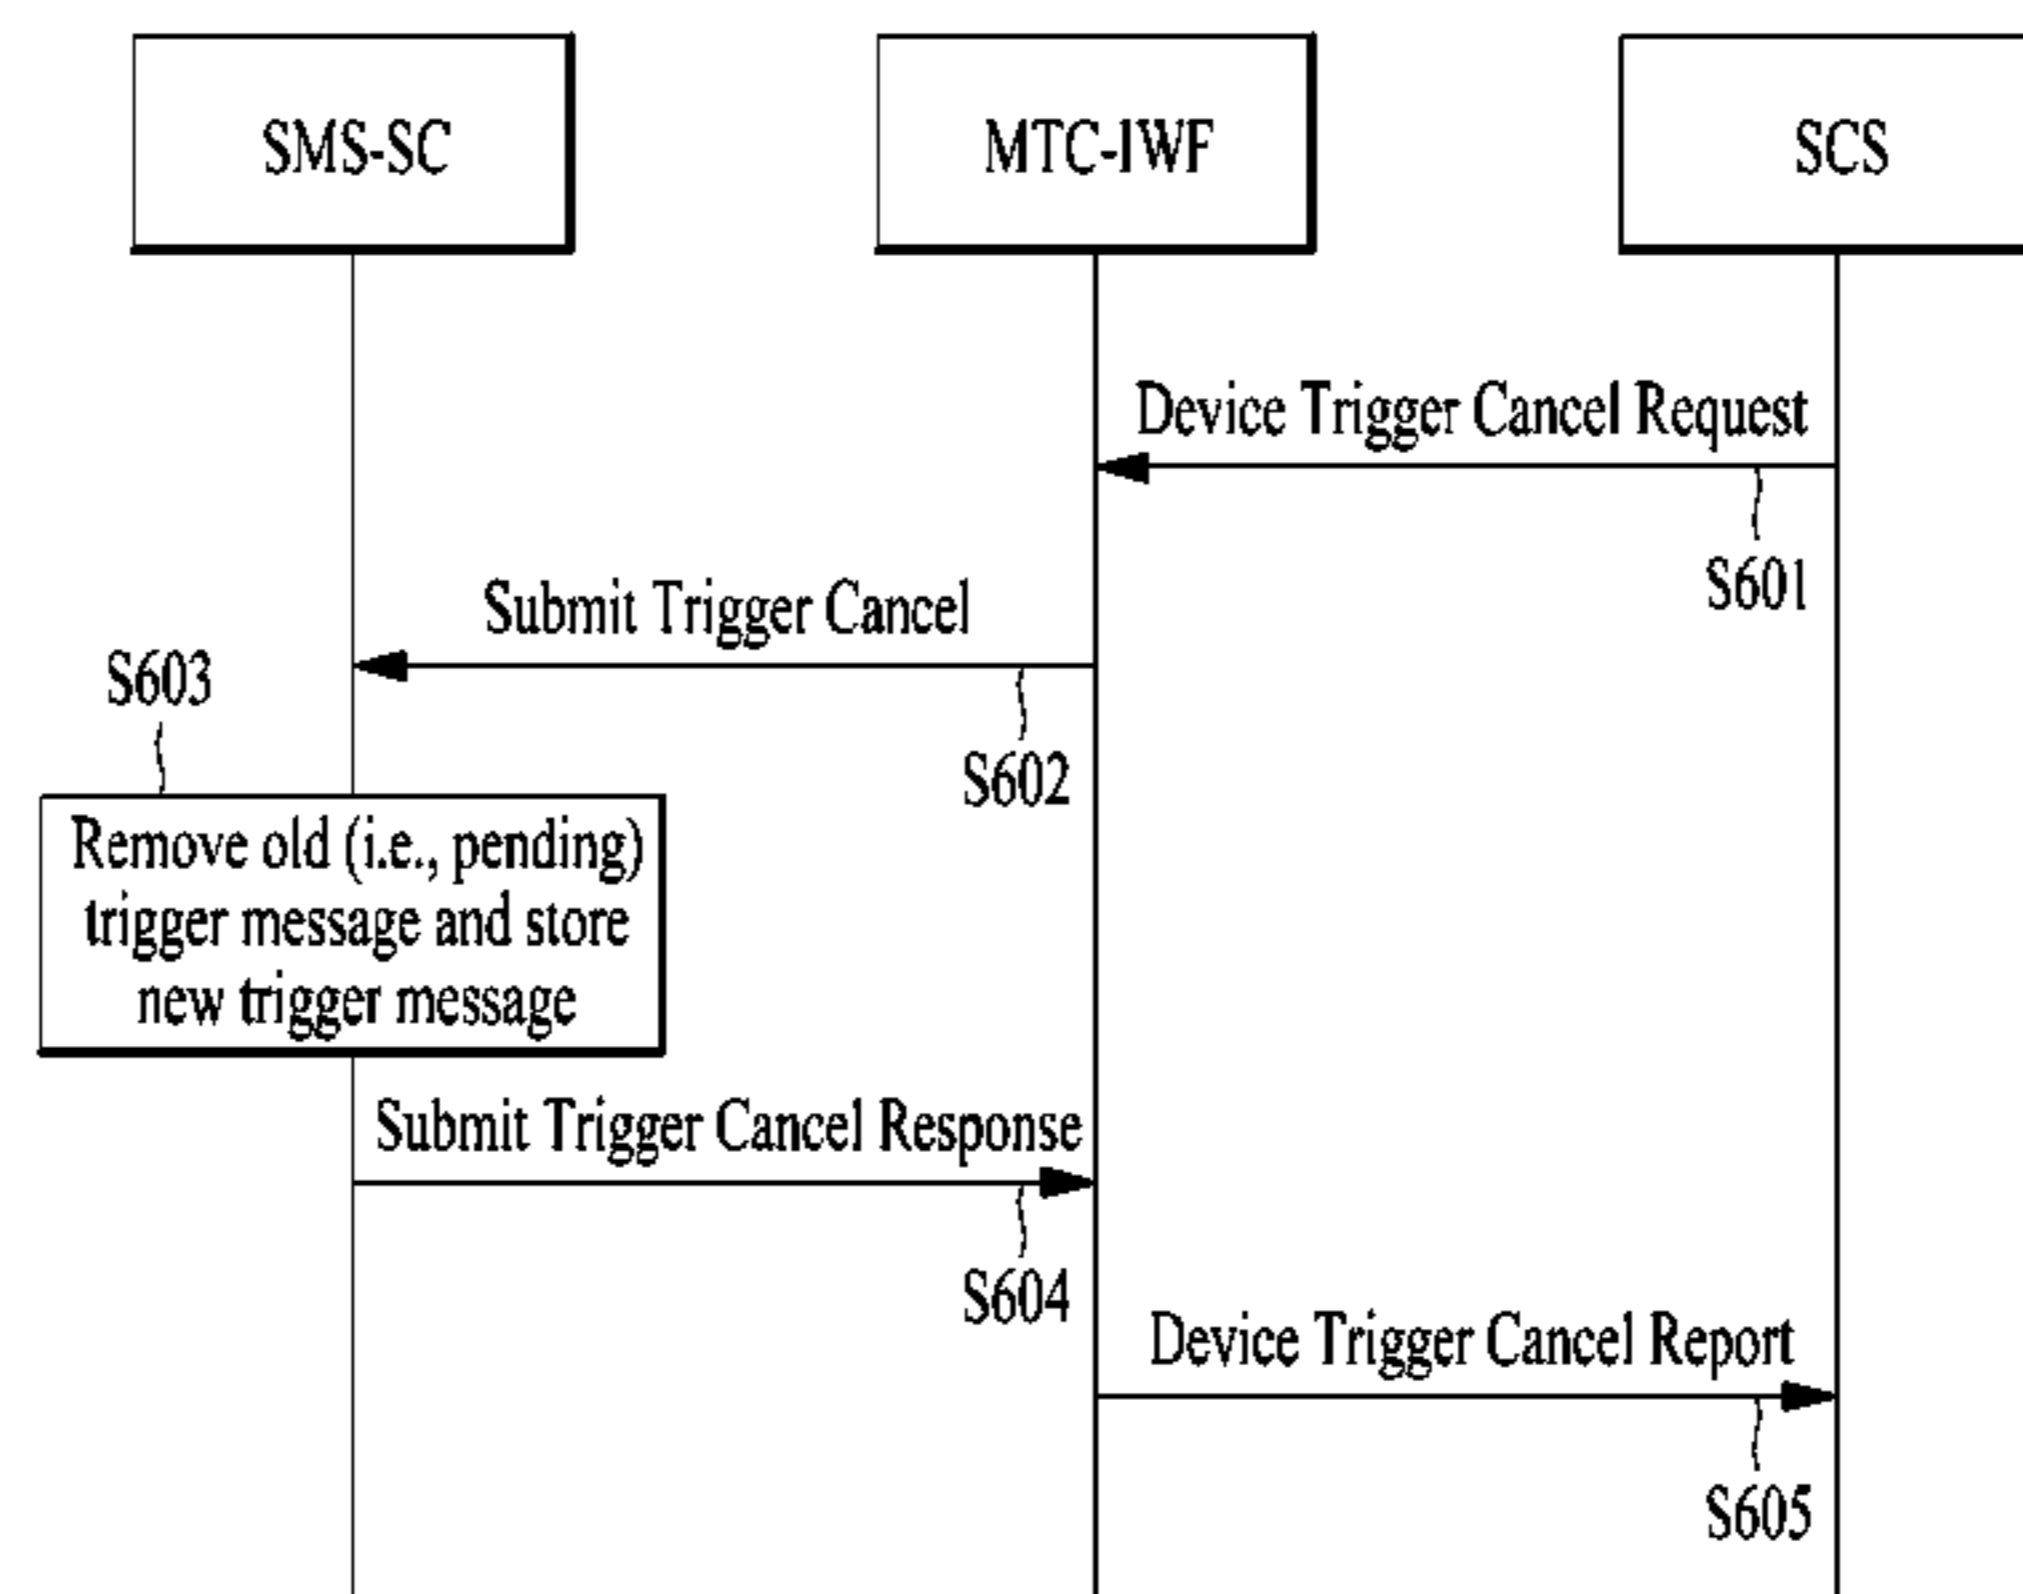 SMS-SC
MTC-IWF
SCS
Device Trigger Cancel Request
S601
Submit Trigger Cancel
S602
S603
Remove old (i.e., pending)
trigger message and store
new trigger message
Submit Trigger Cancel Response
S604
Device Trigger Cancel Report
S605